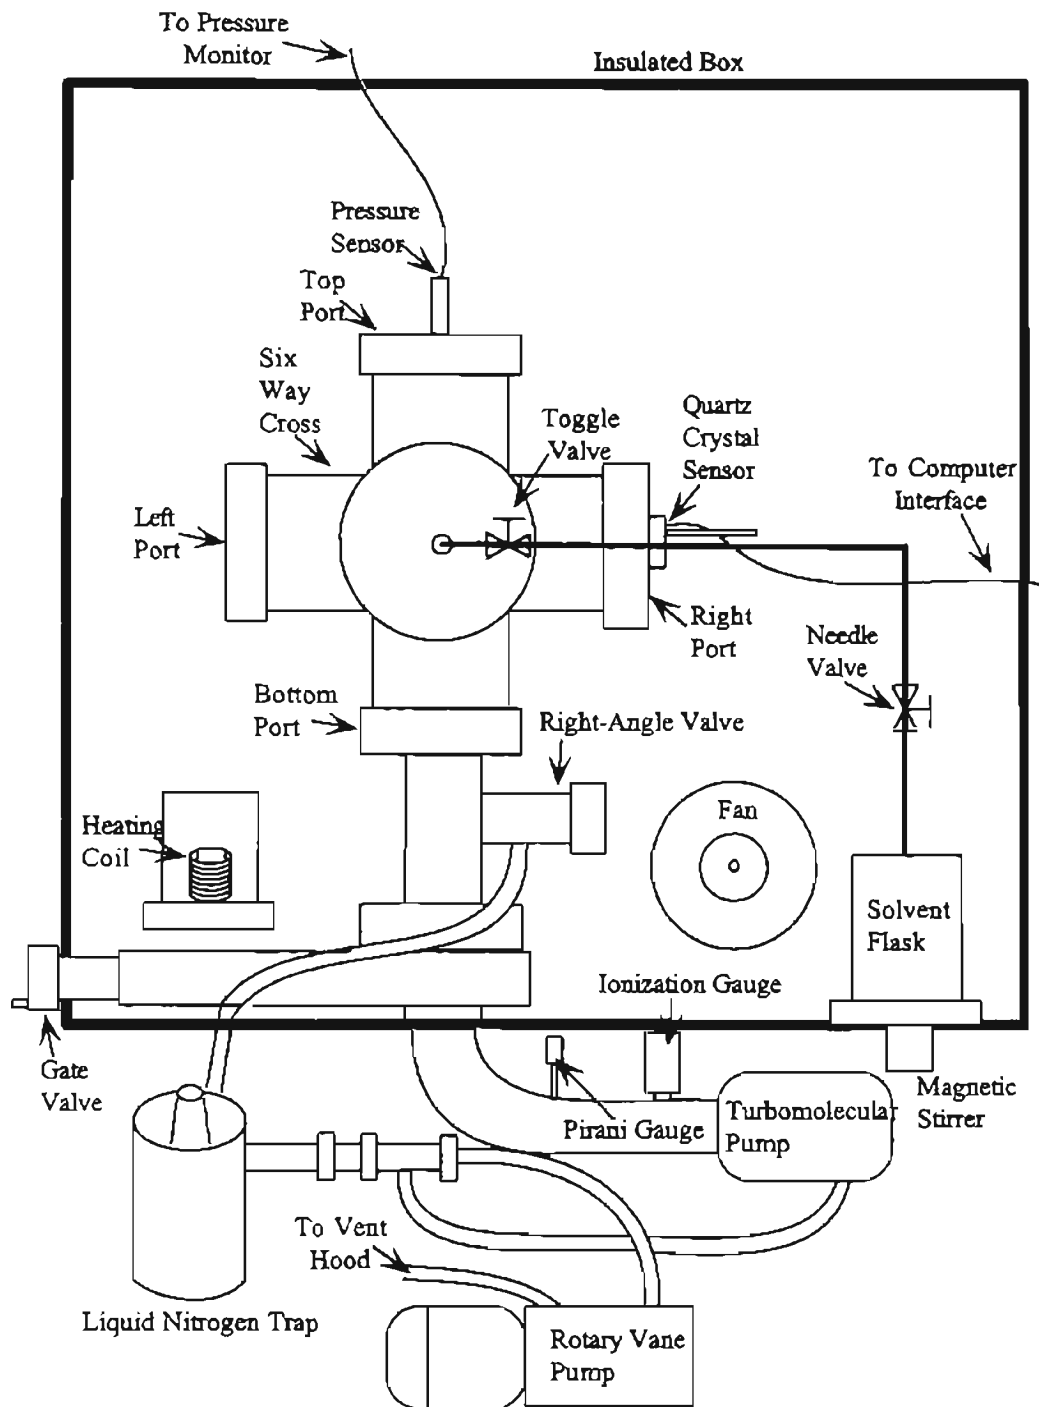 To Pressure
Monitor
Insulated Box
Pressure
Sensor
Top
Port
Six
Way
Cross
Toggle
Valve
Quartz
Crystal
Sensor
To Computer
Interface
Left
Port
Right
Port
Needle
Valve
Bottom
Port
Right-Angle Valve
Fan
Heating
Coil
Solvent
Flask
Ionization Gauge
Gate
Valve
Magnetic
Stirrer
Turbomolecular
Pump
Pirani Gauge
To Vent
Hood
Liquid Nitrogen Trap
Rotary Vane
Pump